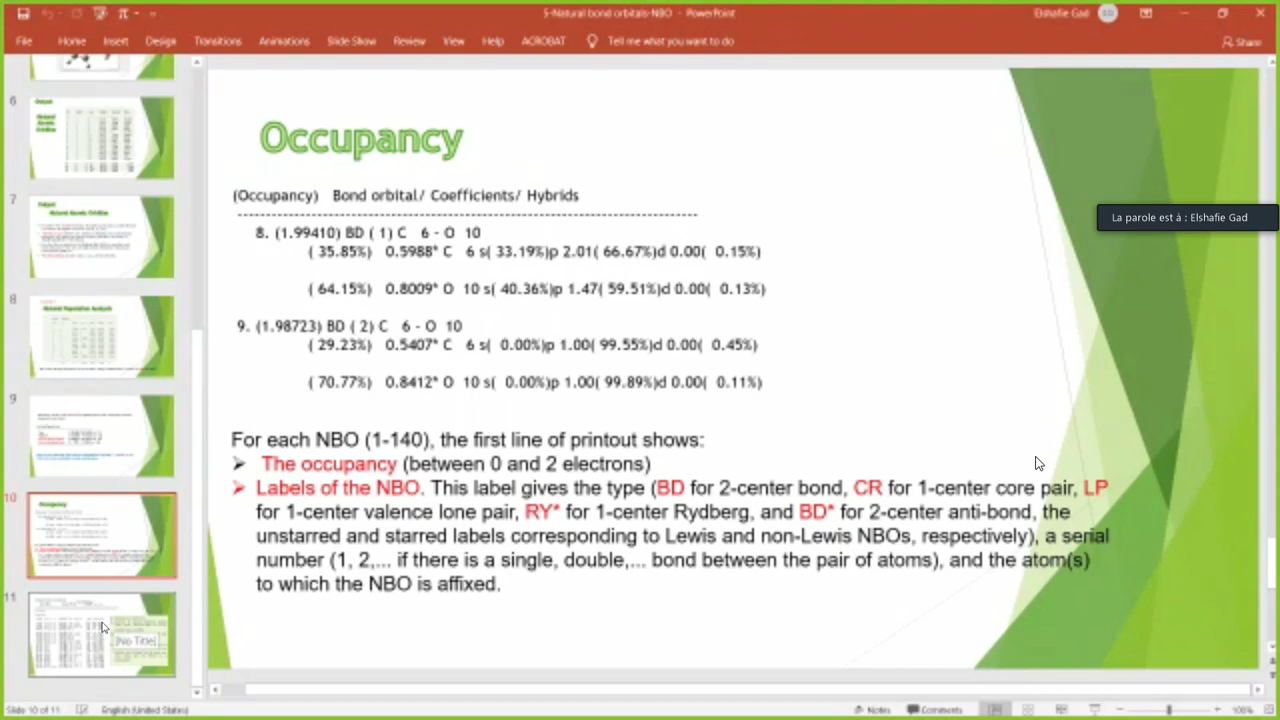 5-Natural bond orbitals-NBO - PowerPoint
Elshafie Gad
File Home Insert Design Transitions Animations Slide Show Review View Help ACROBAT Tell me what you want to do
Share
6
7
8
9
10
11
[No Title]
Occupancy
(Occupancy) Bond orbital/ Coefficients/ Hybrids
--------------------------------------------------------------------------------
8. (1.99410) BD ( 1) C 6 - O 10
( 35.85%) 0.5988* C 6 s( 33.19%)p 2.01( 66.67%)d 0.00( 0.15%)
( 64.15%) 0.8009* O 10 s( 40.36%)p 1.47( 59.51%)d 0.00( 0.13%)
9. (1.98723) BD ( 2) C 6 - O 10
( 29.23%) 0.5407* C 6 s( 0.00%)p 1.00( 99.55%)d 0.00( 0.45%)
( 70.77%) 0.8412* O 10 s( 0.00%)p 1.00( 99.89%)d 0.00( 0.11%)
For each NBO (1-140), the first line of printout shows:
The occupancy (between 0 and 2 electrons)
Labels of the NBO. This label gives the type (BD for 2-center bond, CR for 1-center core pair, LP
for 1-center valence lone pair, RY* for 1-center Rydberg, and BD* for 2-center anti-bond, the
unstarred and starred labels corresponding to Lewis and non-Lewis NBOs, respectively), a serial
number (1, 2,... if there is a single, double,... bond between the pair of atoms), and the atom(s)
to which the NBO is affixed.
La parole est à : Elshafie Gad
Slide 10 of 11 English (United States) Notes Comments 100%